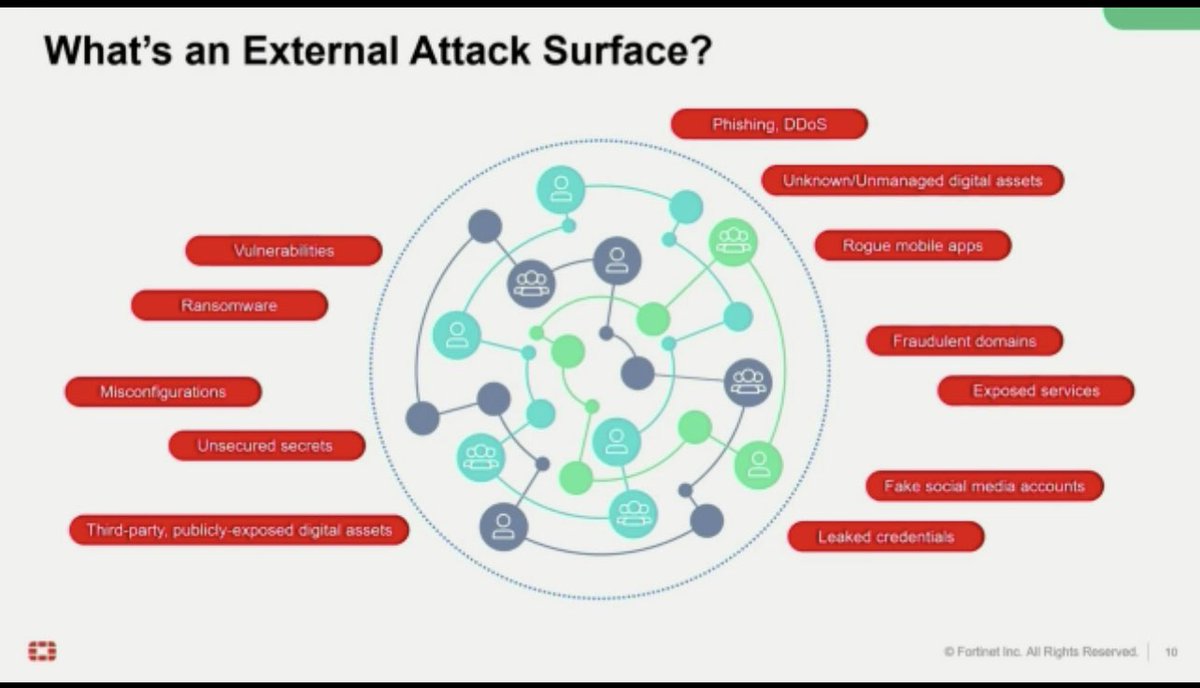 What's an External Attack Surface?
Phishing, DDoS
Unknown/Unmanaged digital assets
Rogue mobile apps
Vulnerabilities
Ransomware
Fraudulent domains
Misconfigurations
Exposed services
Unsecured secrets
Fake social media accounts
Third-party, publicly-exposed digital assets
Leaked credentials
© Fortinet Inc. All Rights Reserved.
10